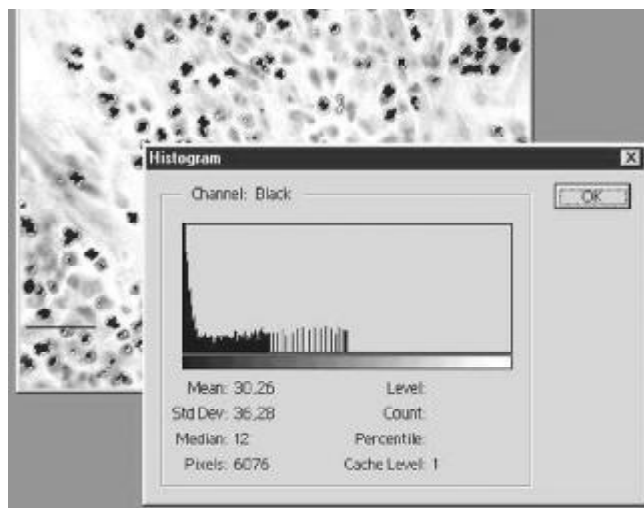 Histogram
X
Channel: Black
OK
Mean: 30,26
Level:
Std Dev: 36,28
Count:
Median: 12
Percentile:
Pixels: 6076
Cache Level: 1